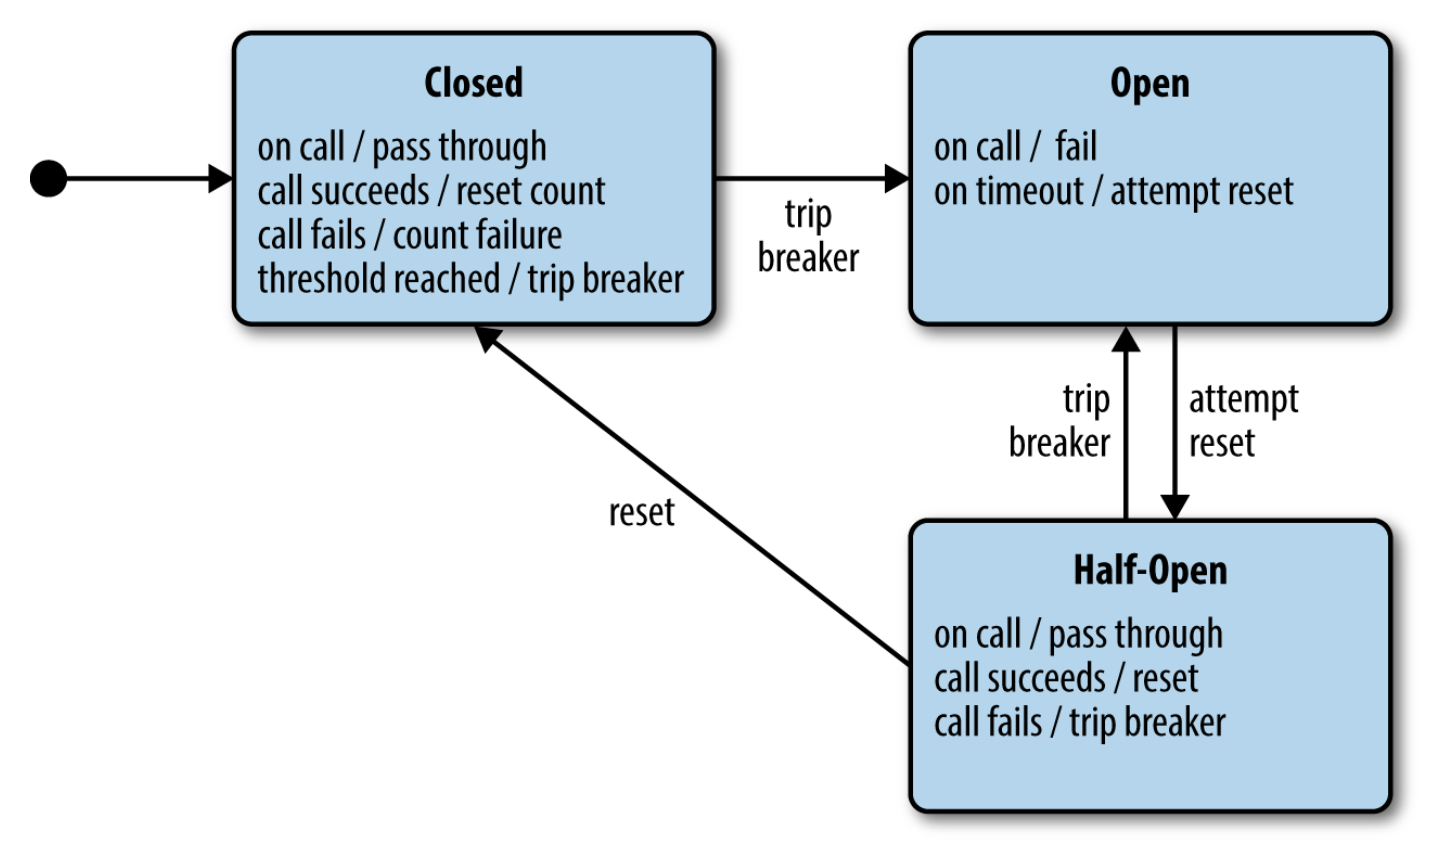 Closed
on call / pass through
call succeeds / reset count
call fails / count failure
threshold reached / trip breaker
trip
breaker
Open
on call / fail
on timeout / attempt reset
trip
breaker
attempt
reset
reset
Half-Open
on call / pass through
call succeeds / reset
call fails / trip breaker